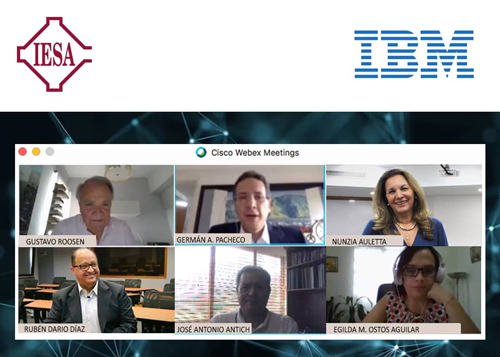 IESA
IBM
Cisco Webex Meetings
GUSTAVO ROOSEN
GERMÁN A. PACHECO
NUNZIA AULETTA
RUBÉN DARIO DÍAZ
JOSÉ ANTONIO ANTICH
EGILDA M. OSTOS AGUILAR